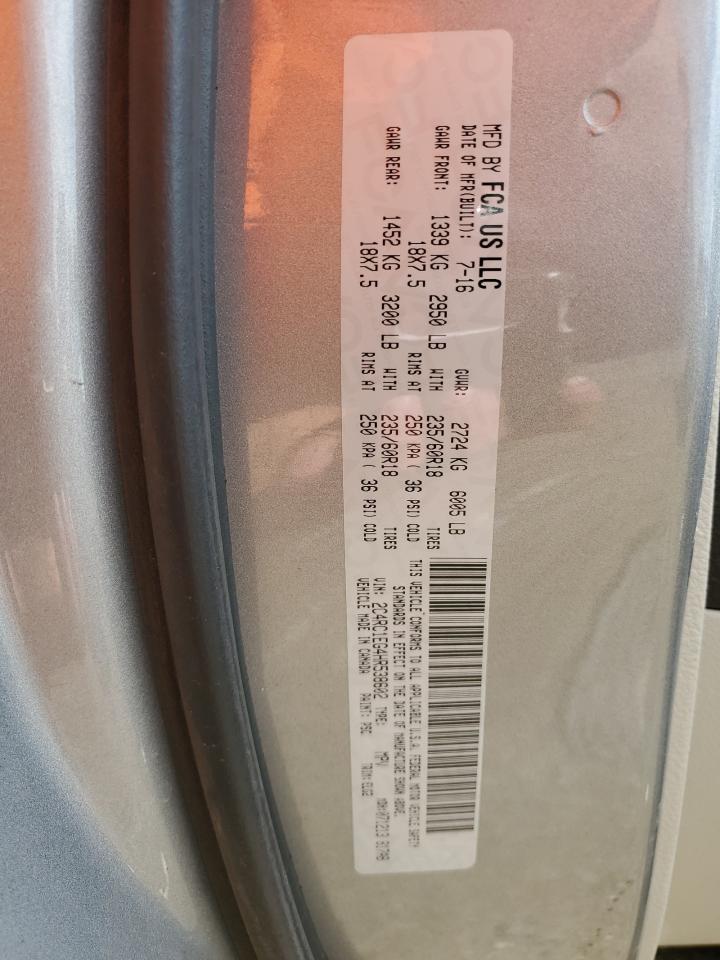 MFD BY FCA US LLC
DATE OF MFR(BUILT): 7-16 GVWR: 2724 KG 6005 LB
GAWR FRONT: 1339 KG 2950 LB WITH 235/60R18 TIRES
18X7.5 RIMS AT 250 KPA ( 36 PSI) COLD
GAWR REAR: 1452 KG 3200 LB WITH 235/60R18 TIRES
18X7.5 RIMS AT 250 KPA ( 36 PSI) COLD
THIS VEHICLE CONFORMS TO ALL APPLICABLE U.S.A. FEDERAL MOTOR VEHICLE SAFETY
STANDARDS IN EFFECT ON THE DATE OF MANUFACTURE SHOWN ABOVE.
VIN: 2C4RC1EG4HR538602 TYPE: MPV
VEHICLE MADE IN CANADA PAINT: PSC TRIM: